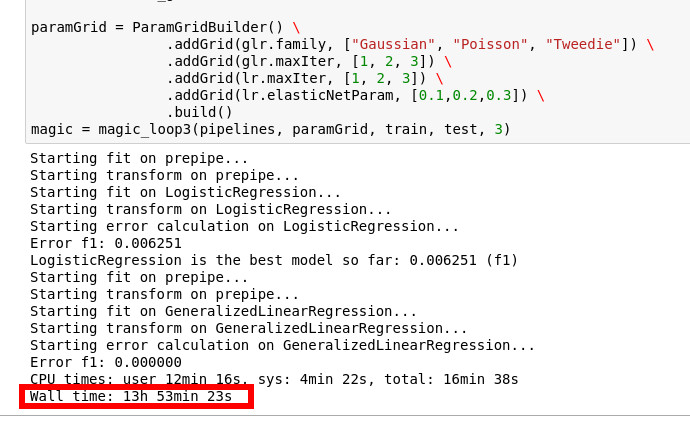 paramGrid = ParamGridBuilder() \
.addGrid(glr.family, ["Gaussian", "Poisson", "Tweedie"]) \
.addGrid(glr.maxIter, [1, 2, 3]) \
.addGrid(lr.maxIter, [1, 2, 3]) \
.addGrid(lr.elasticNetParam, [0.1,0.2,0.3]) \
.build()
magic = magic_loop3(pipelines, paramGrid, train, test, 3)
Starting fit on prepipe...
Starting transform on prepipe...
Starting fit on LogisticRegression...
Starting transform on LogisticRegression...
Starting error calculation on LogisticRegression...
Error f1: 0.006251
LogisticRegression is the best model so far: 0.006251 (f1)
Starting fit on prepipe...
Starting transform on prepipe...
Starting fit on GeneralizedLinearRegression...
Starting transform on GeneralizedLinearRegression...
Starting error calculation on GeneralizedLinearRegression...
Error f1: 0.000000
CPU times: user 12min 16s, sys: 4min 22s, total: 16min 38s
Wall time: 13h 53min 23s